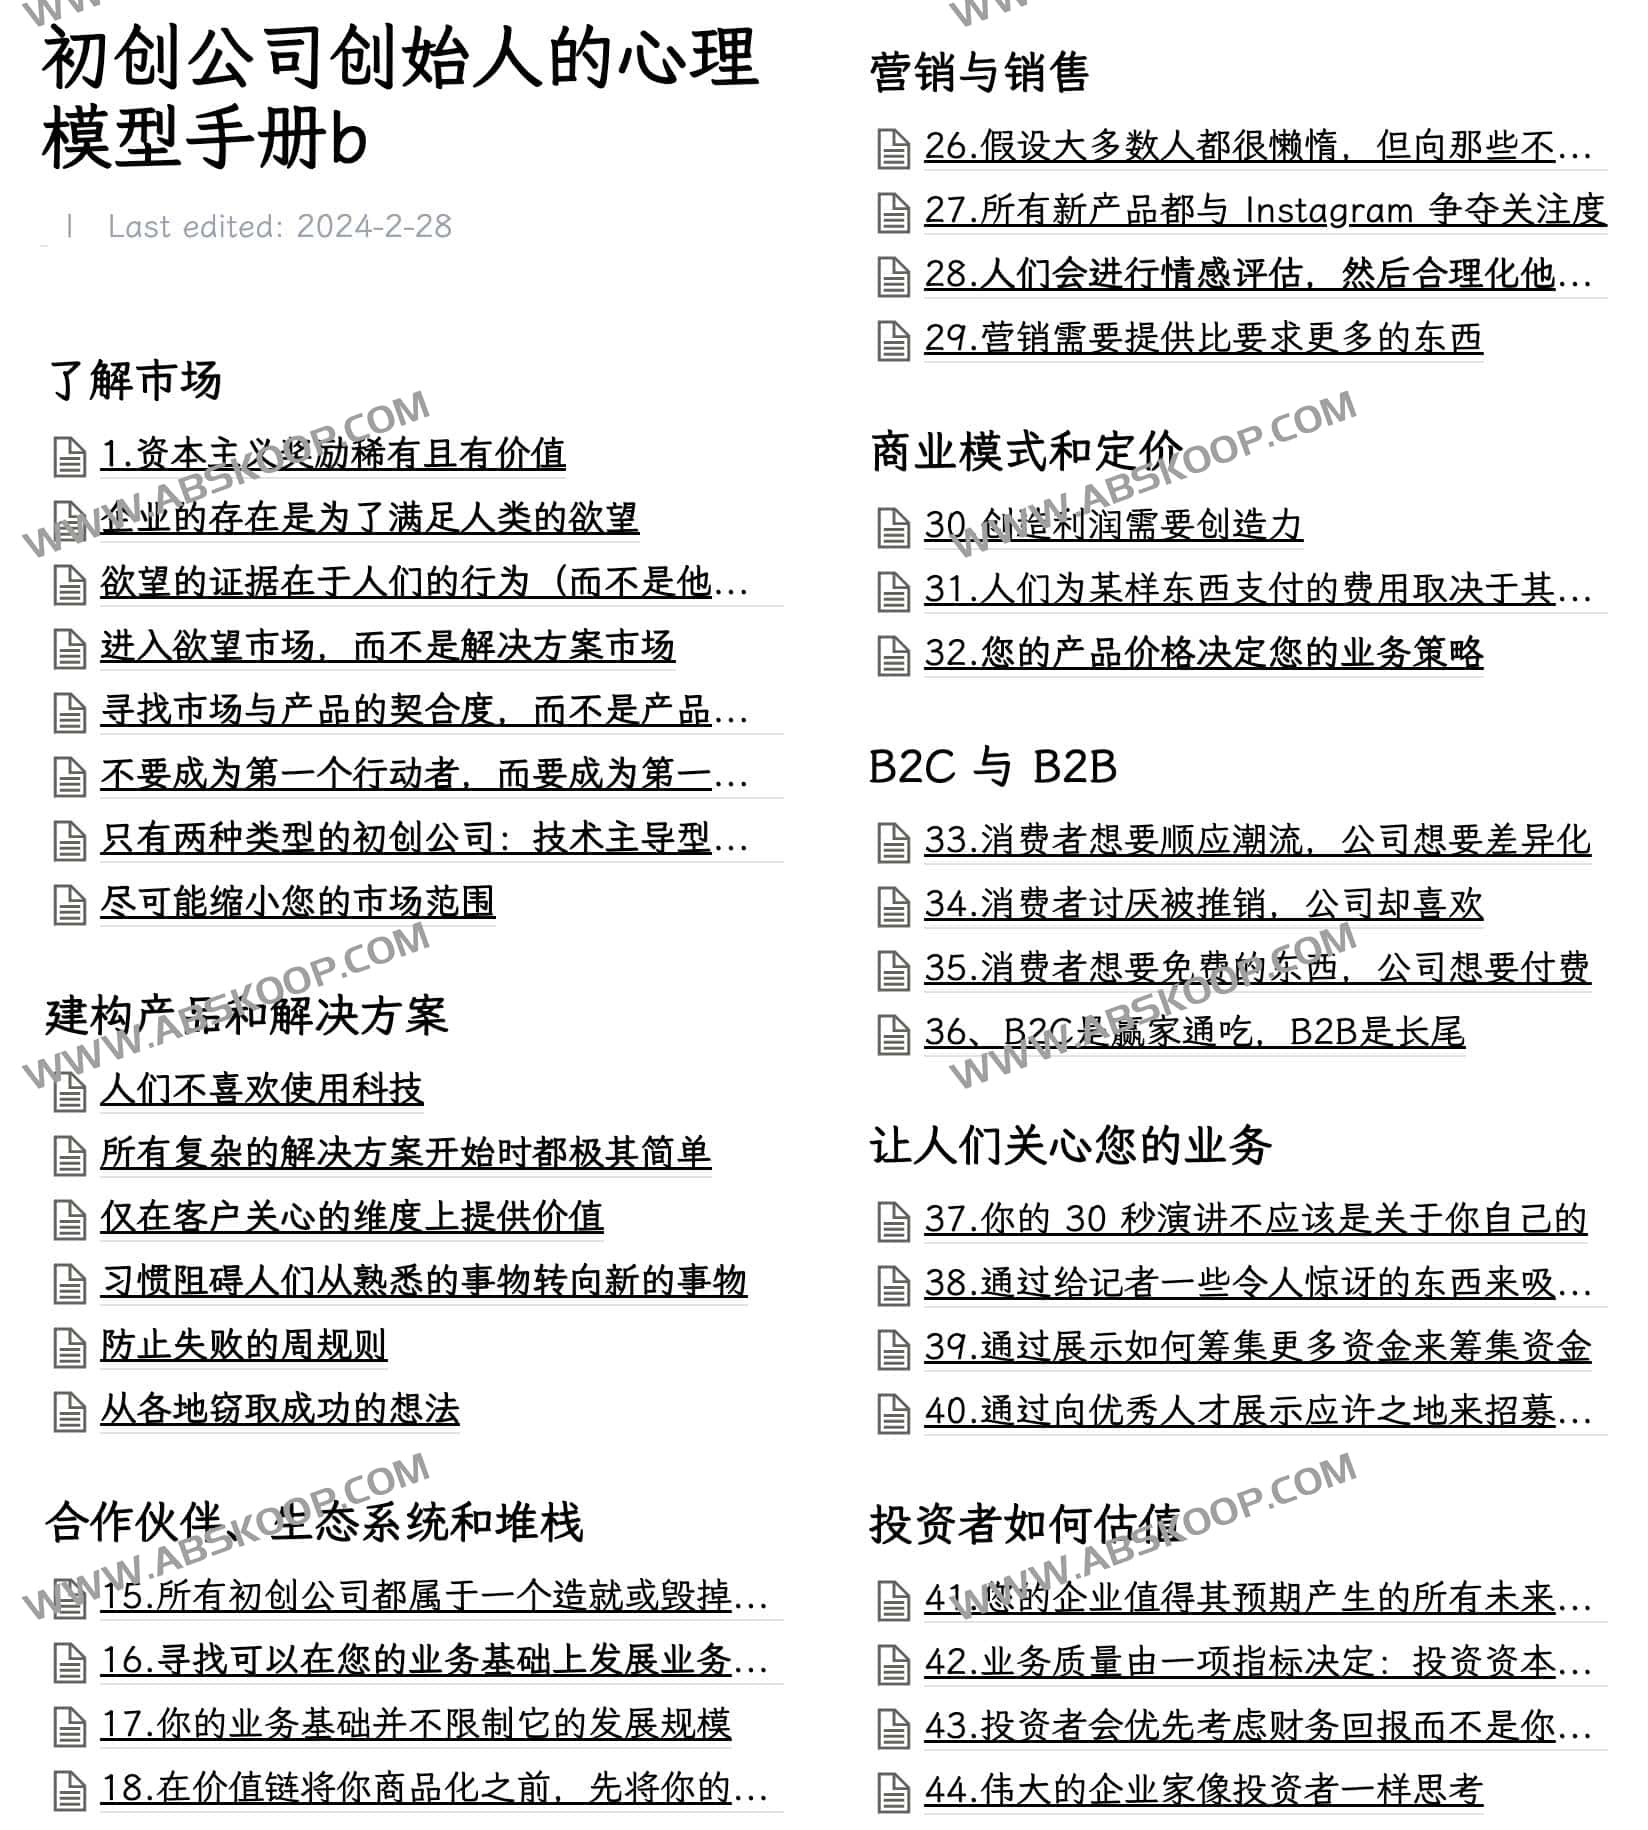 初创公司创始人的心理
模型手册b
| Last edited: 2024-2-28
了解市场
1.资本主义奖励稀有且有价值
企业的存在是为了满足人类的欲望
欲望的证据在于人们的行为（而不是他...
进入欲望市场，而不是解决方案市场
寻找市场与产品的契合度，而不是产品...
不要成为第一个行动者，而要成为第一...
只有两种类型的初创公司：技术主导型...
尽可能缩小您的市场范围
建构产品和解决方案
人们不喜欢使用科技
所有复杂的解决方案开始时都极其简单
仅在客户关心的维度上提供价值
习惯阻碍人们从熟悉的事物转向新的事物
防止失败的周规则
从各地窃取成功的想法
合作伙伴、生态系统和堆栈
15.所有初创公司都属于一个造就或毁掉...
16.寻找可以在您的业务基础上发展业务...
17.你的业务基础并不限制它的发展规模
18.在价值链将你商品化之前，先将你的...
营销与销售
26.假设大多数人都很懒惰，但向那些不...
27.所有新产品都与 Instagram 争夺关注度
28.人们会进行情感评估，然后合理化他...
29.营销需要提供比要求更多的东西
商业模式和定价
30.创造利润需要创造力
31.人们为某样东西支付的费用取决于其...
32.您的产品价格决定您的业务策略
B2C 与 B2B
33.消费者想要顺应潮流，公司想要差异化
34.消费者讨厌被推销，公司却喜欢
35.消费者想要免费的东西，公司想要付费
36、B2C是赢家通吃，B2B是长尾
让人们关心您的业务
37.你的 30 秒演讲不应该是关于你自己的
38.通过给记者一些令人惊讶的东西来吸...
39.通过展示如何筹集更多资金来筹集资金
40.通过向优秀人才展示应许之地来招募...
投资者如何估值
41.您的企业值得其预期产生的所有未来...
42.业务质量由一项指标决定：投资资本...
43.投资者会优先考虑财务回报而不是你...
44.伟大的企业家像投资者一样思考
WWW.ABSKOOP.COM
WWW.ABSKOOP.COM
WWW.ABSKOOP.COM
WWW.ABSKOOP.COM
WWW.ABSKOOP.COM
WWW.ABSKOOP.COM